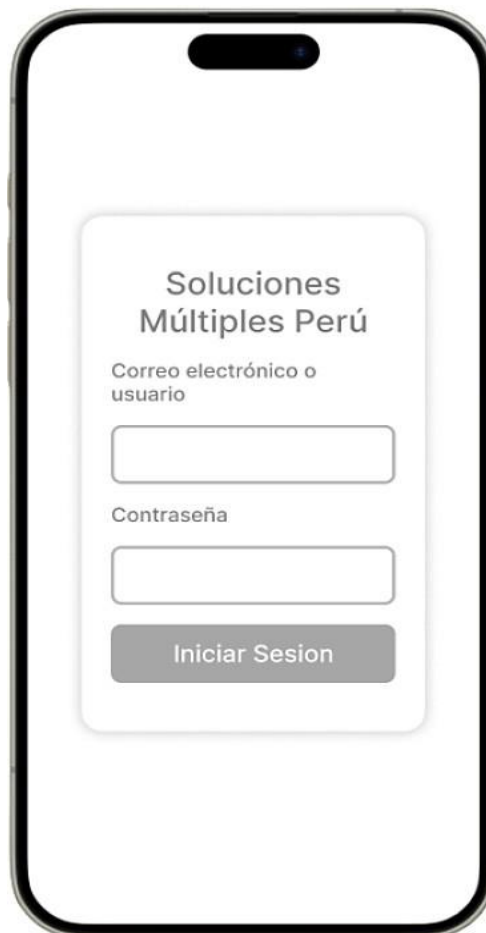 Soluciones
Múltiples Perú
Correo electrónico o
usuario
Contraseña
Iniciar Sesion